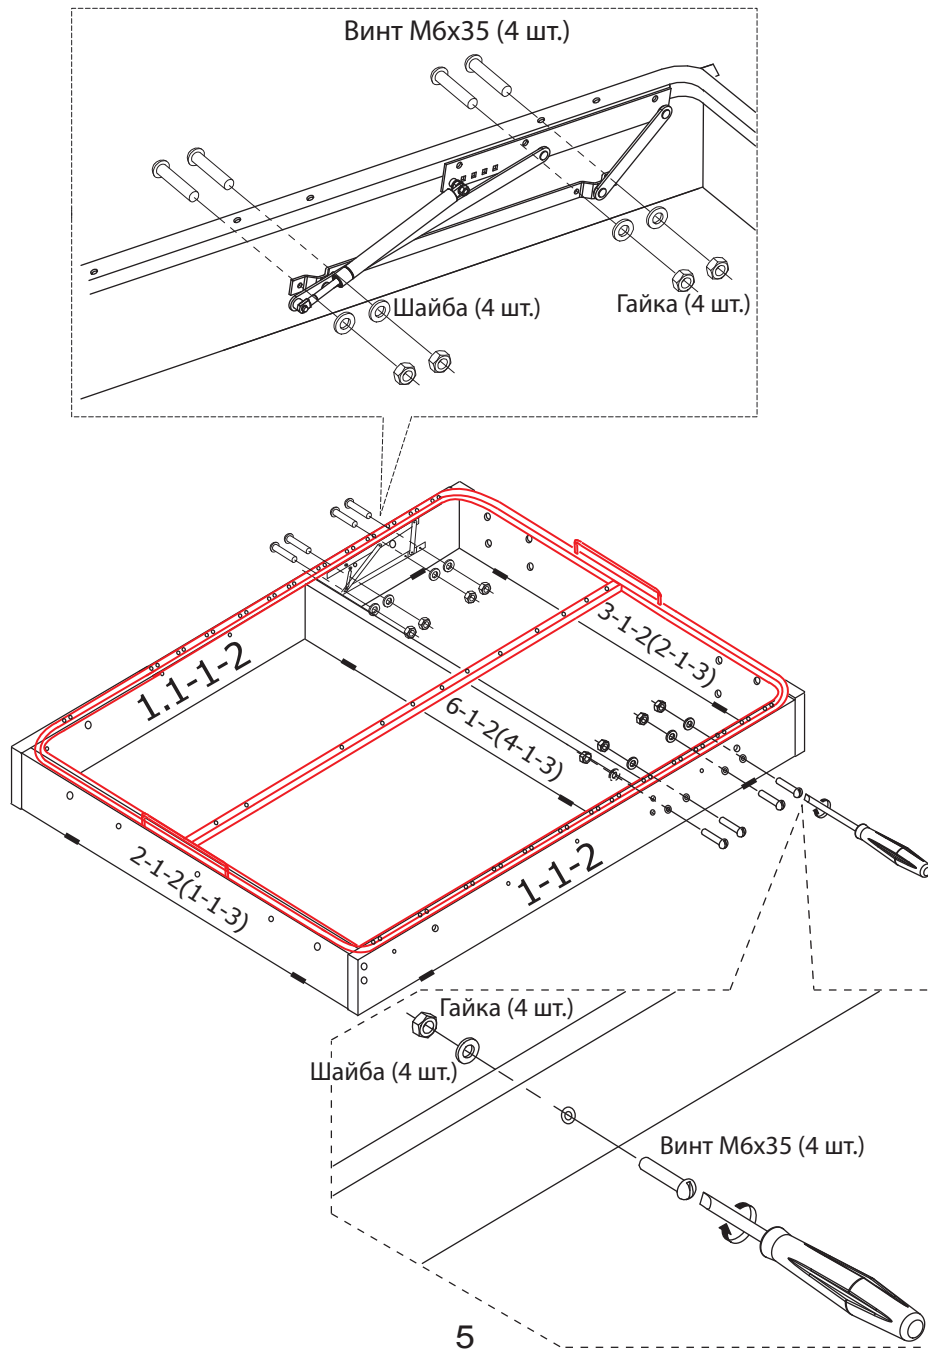 Винт М6х35 (4 шт.)
Шайба (4 шт.)
Гайка (4 шт.)
1.1-1-2
3-1-2(2-1-3)
6-1-2(4-1-3)
2-1-2(1-1-3)
1-1-2
Гайка (4 шт.)
Шайба (4 шт.)
Винт М6х35 (4 шт.)
5